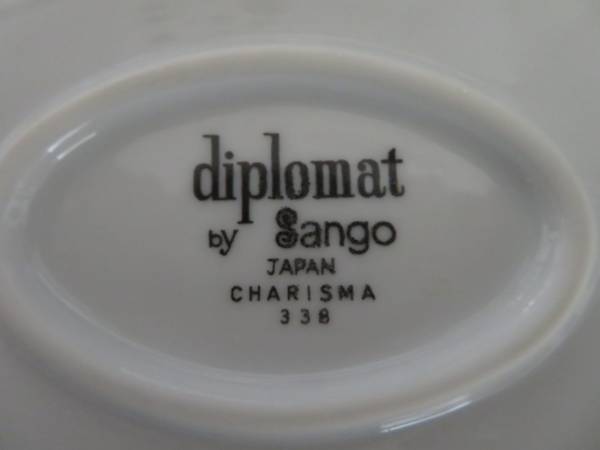 diplomat
by Sango
JAPAN
CHARISMA
338